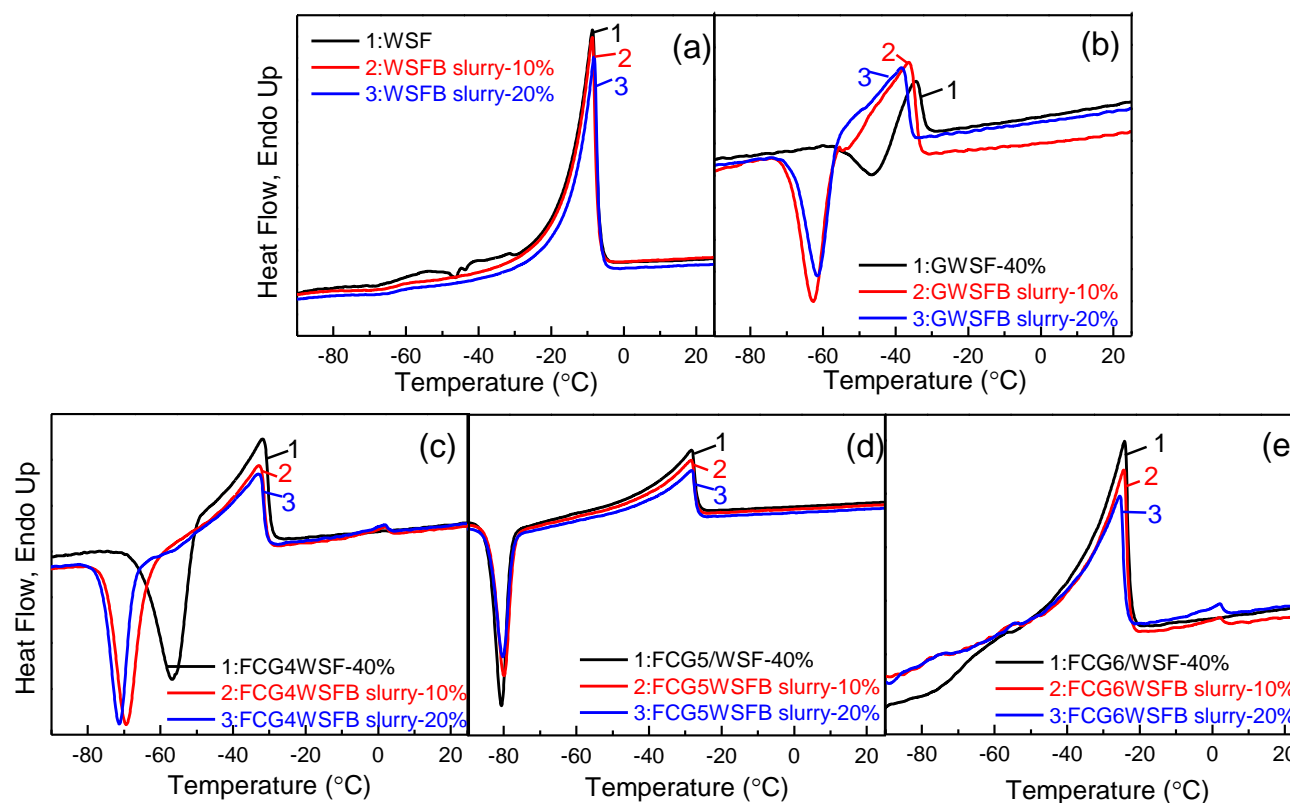 1:WSF
2:WSFB slurry-10%
3:WSFB slurry-20%
1
2
3
(a)
Heat Flow, Endo Up
-80
-60
-40
-20
0
20
Temperature (°C)
(b)
2
3
1
1:GWSF-40%
2:GWSFB slurry-10%
3:GWSFB slurry-20%
-80
-60
-40
-20
0
20
Temperature (°C)
(c)
1
2
3
Heat Flow, Endo Up
1:FCG4WSF-40%
2:FCG4WSFB slurry-10%
3:FCG4WSFB slurry-20%
-80
-60
-40
-20
0
20
Temperature (°C)
(d)
1
2
3
1:FCG5/WSF-40%
2:FCG5WSFB slurry-10%
3:FCG5WSFB slurry-20%
-80
-60
-40
-20
0
20
Temperature (°C)
(e)
1
2
3
1:FCG6/WSF-40%
2:FCG6WSFB slurry-10%
3:FCG6WSFB slurry-20%
-80
-60
-40
-20
0
20
Temperature (°C)